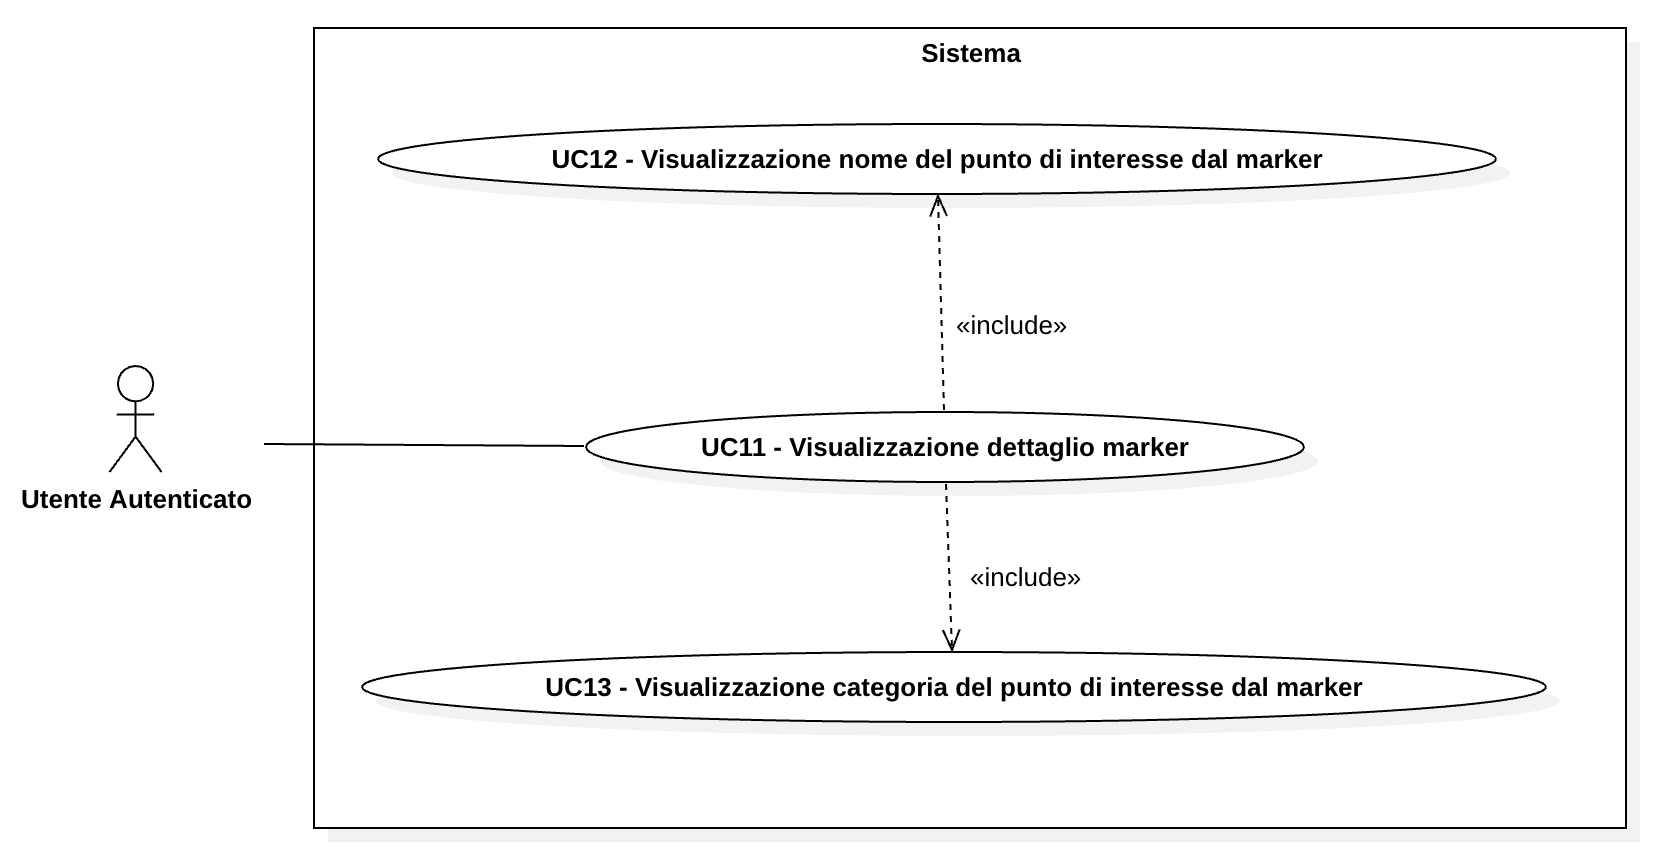 Sistema
UC12 - Visualizzazione nome del punto di interesse dal marker
«include»
UC11 - Visualizzazione dettaglio marker
Utente Autenticato
«include»
UC13 - Visualizzazione categoria del punto di interesse dal marker